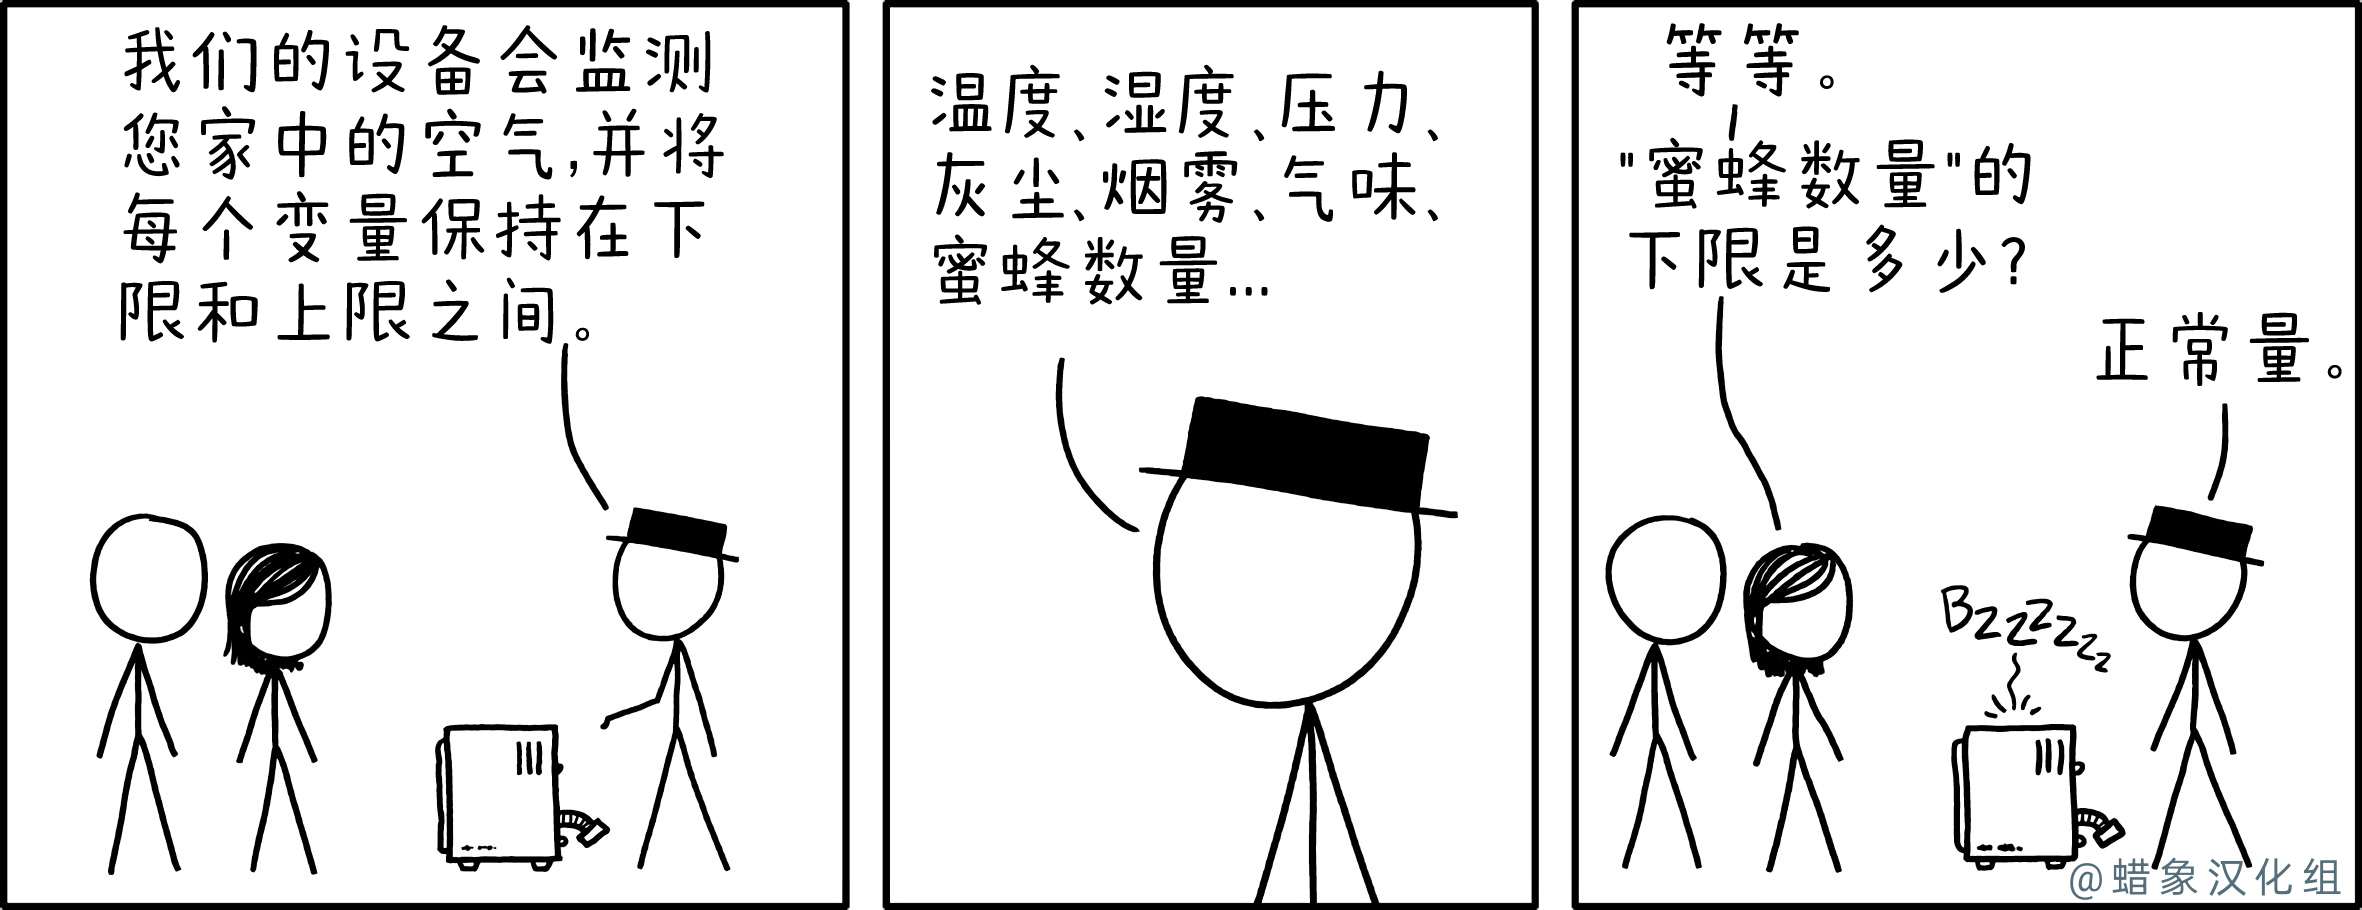 我们的设备会监测
您家中的空气,并将
每个变量保持在下
限和上限之间。
温度、湿度、压力、
灰尘、烟雾、气味、
蜜蜂数量...
等等。
"蜜蜂数量"的
下限是多少?
正常量。
BZZZZZZ
@蜡象汉化组